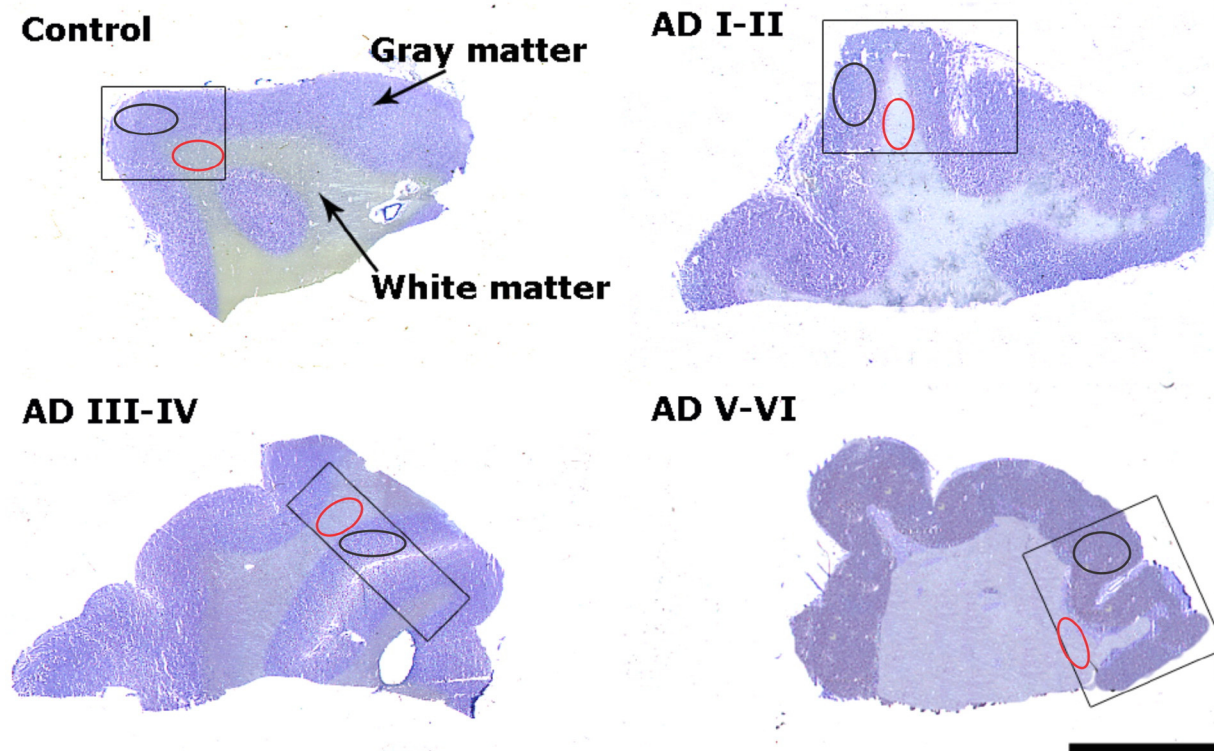 Control
Gray matter
White matter
AD I-II
AD III-IV
AD V-VI